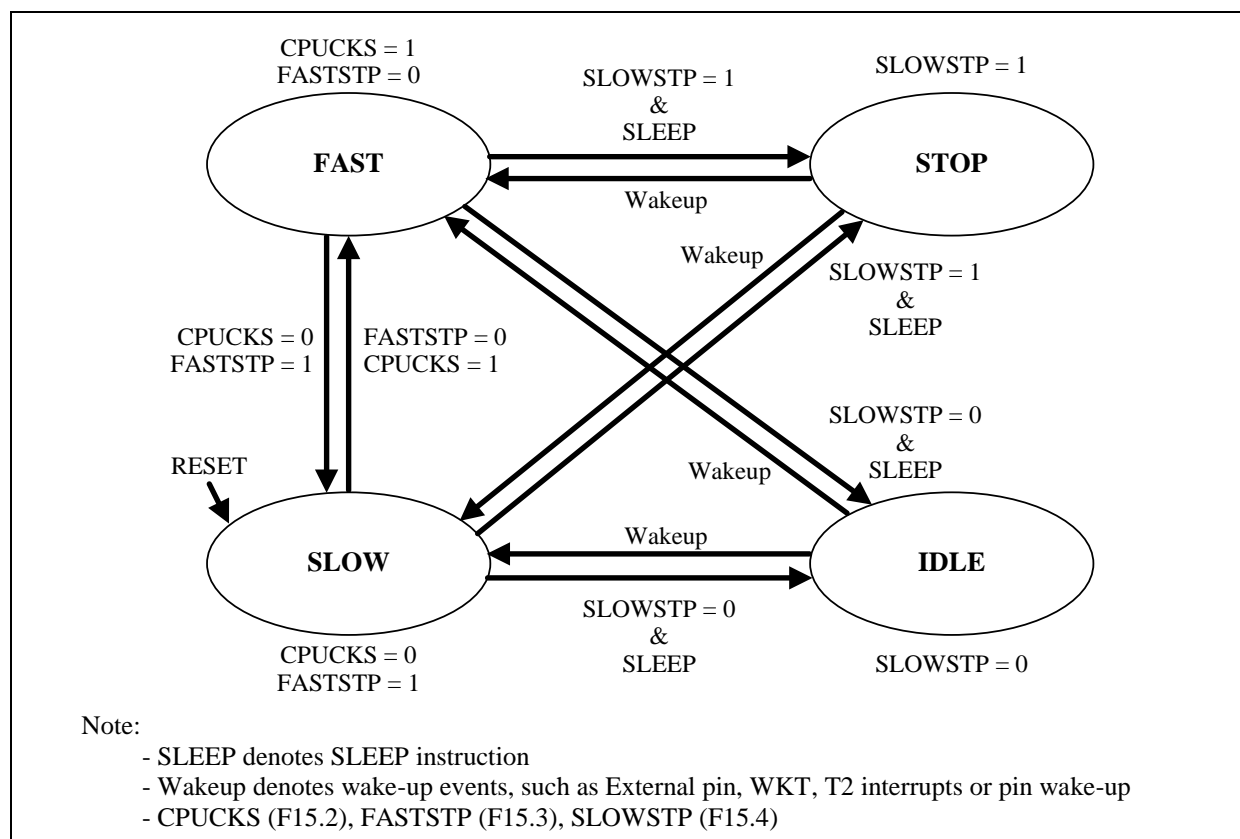 CPUCKS = 1
FASTSTP = 0
SLOWSTP = 1
&
SLEEP
SLOWSTP = 1
FAST
STOP
Wakeup
Wakeup
SLOWSTP = 1
&
SLEEP
CPUCKS = 0
FASTSTP = 1
FASTSTP = 0
CPUCKS = 1
SLOWSTP = 0
&
SLEEP
RESET
Wakeup
Wakeup
SLOW
IDLE
SLOWSTP = 0
&
SLEEP
CPUCKS = 0
FASTSTP = 1
SLOWSTP = 0
Note:
- SLEEP denotes SLEEP instruction
- Wakeup denotes wake-up events, such as External pin, WKT, T2 interrupts or pin wake-up
- CPUCKS (F15.2), FASTSTP (F15.3), SLOWSTP (F15.4)